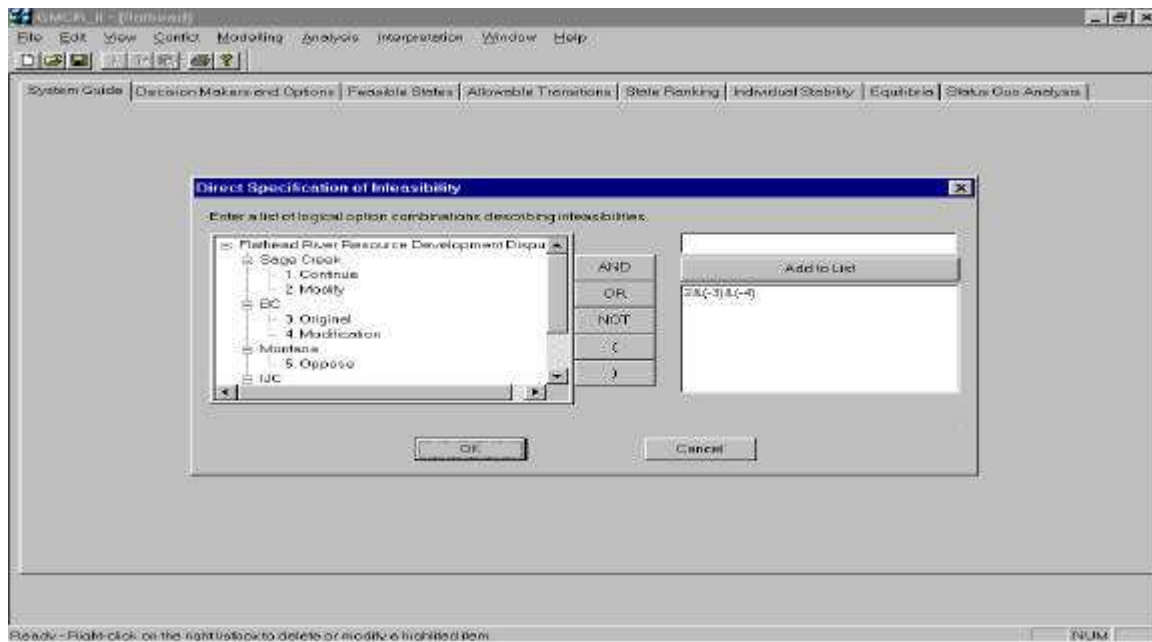 GMCR_II - [flathead]
File Edit View Conflict Modelling Analysis Interpretation Window Help
System Guide Decision Makers and Options Feasible States Allowable Transitions State Ranking Individual Stability Equilibria Status Quo Analysis
Direct Specification of Infeasibility
Enter a list of logical option combinations describing infeasibilities.
Flathead River Resource Development Dispu
Sage Creek
1. Continue
2. Modify
BC
3. Original
4. Modification
Montana
5. Oppose
IJC
AND
OR
NOT
(
)
Add to List
2&(-3)&(-4)
OK
Cancel
Ready - Right-click on the right listbox to delete or modify a highlited item
NUM